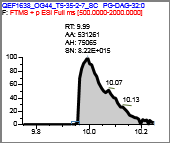 QEF1538_OG44_T5-35-2-7_SC PG-DAG-32:0
F: FTMS + p ESI Full ms [500.0000-2000.0000]
RT: 9.99
AA: 531261
AH: 75065
SN: 8.22E+015
100
80
60
40
20
0
10.07
10.13
9.8
10.0
10.2